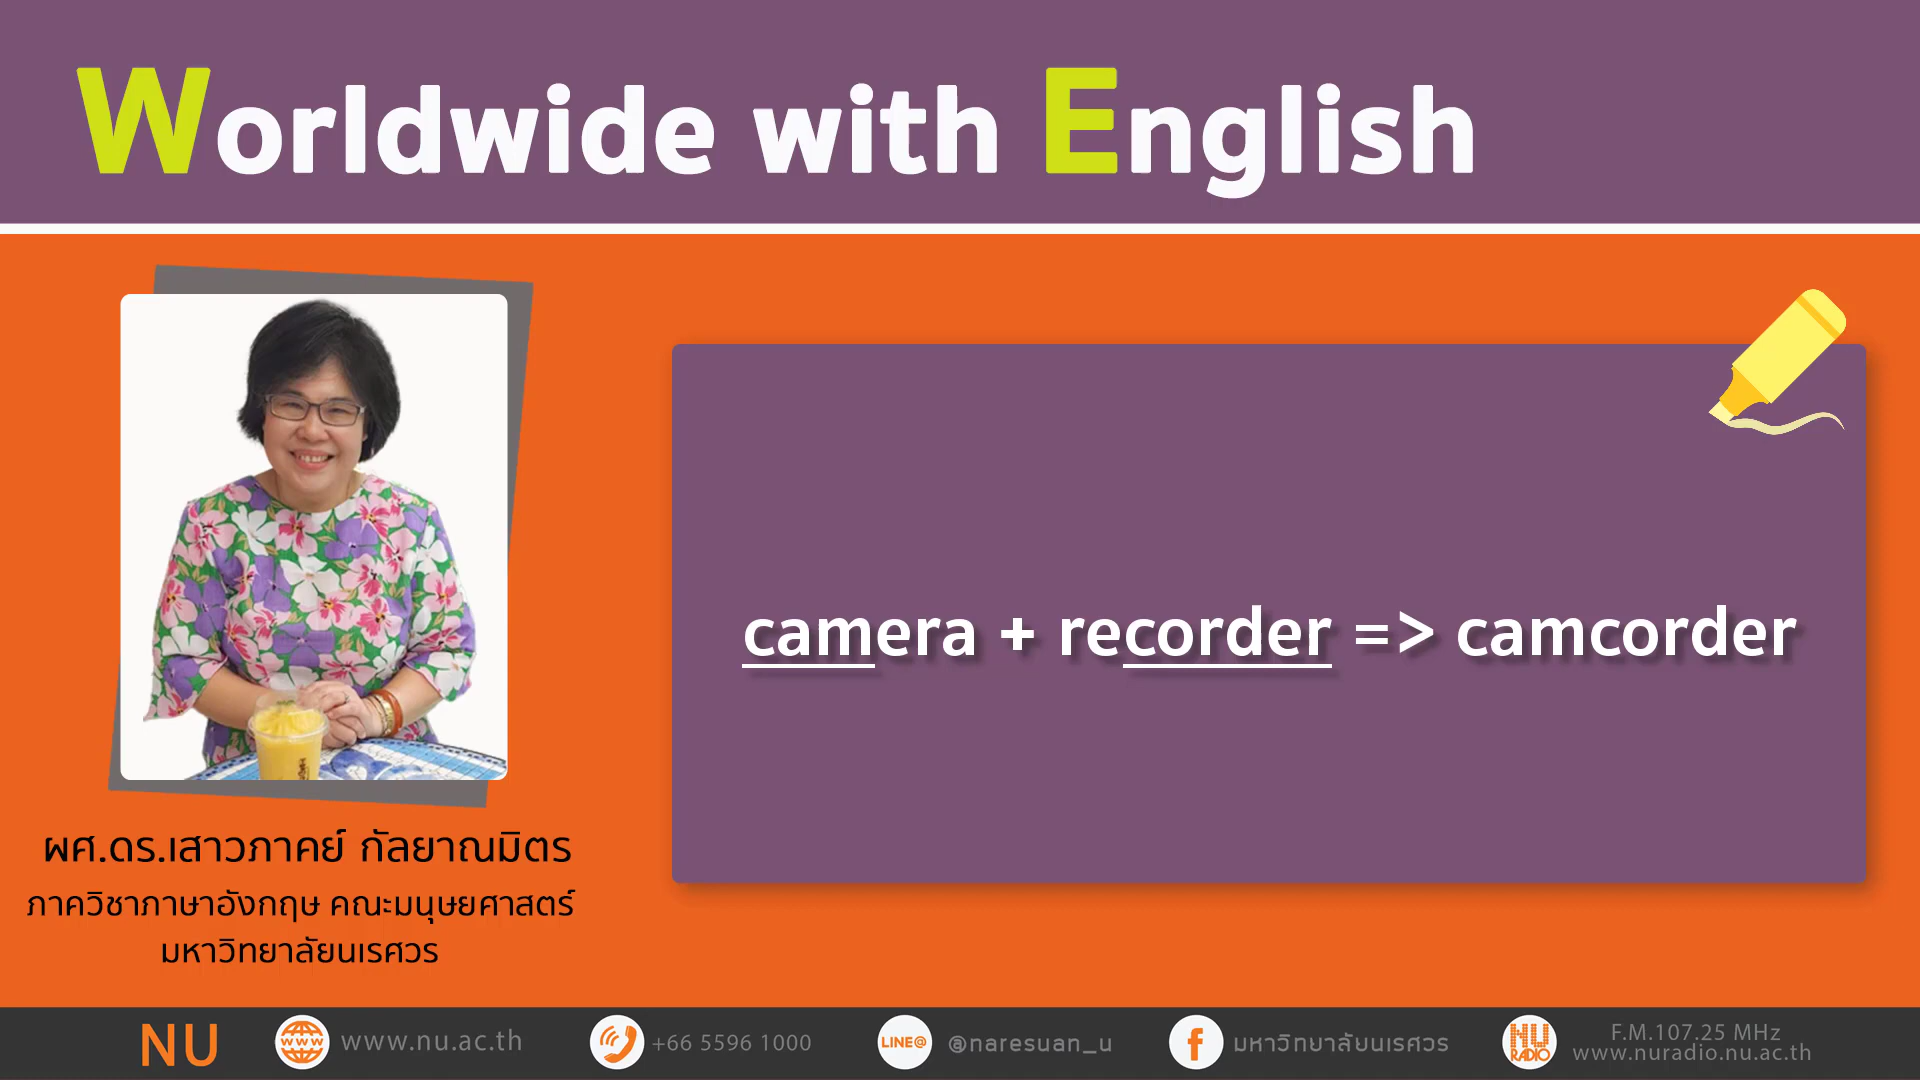 Worldwide with English
camera + recorder => camcorder
ผศ.ดร.เสาวภาคย์ กัลยาณมิตร
ภาควิชาภาษาอังกฤษ คณะมนุษยศาสตร์
มหาวิทยาลัยนเรศวร
NU
www
www.nu.ac.th
+66 5596 1000
LINE@
@naresuan_u
f
มหาวิทยาลัยนเรศวร
NU
RADIO
F.M.107.25 MHz
www.nuradio.nu.ac.th